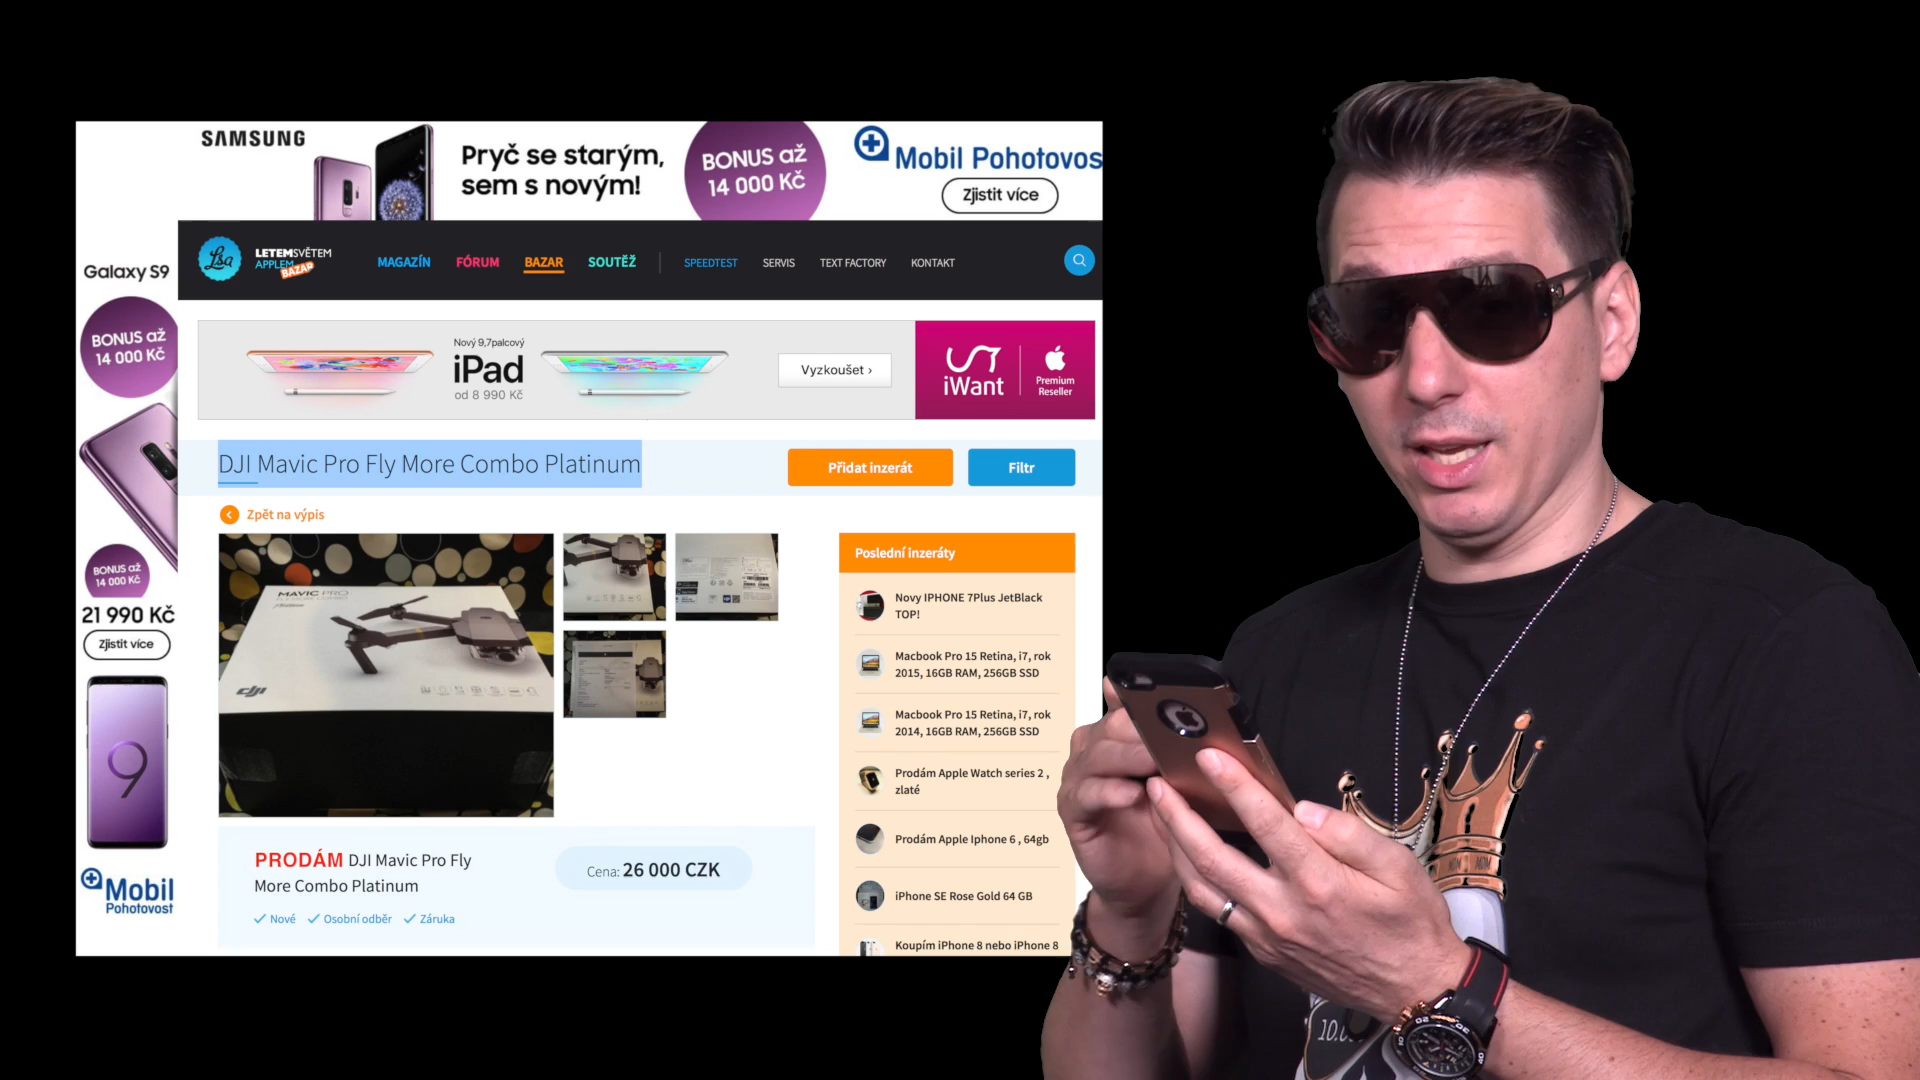 SAMSUNG
Pryč se starým,
sem s novým!
BONUS až
14 000 Kč
Mobil Pohotovos
Zjistit více
Galaxy S9
BONUS až
14 000 Kč
BONUS až
14 000 Kč
21 990 Kč
Zjistit více
9
Mobil
Pohotovost
Lsa
LETEMSVĚTEM
APPLEM
BAZAR
MAGAZÍN FÓRUM BAZAR SOUTĚŽ SPEEDTEST SERVIS TEXT FACTORY KONTAKT
Nový 9,7palcový
iPad
od 8 990 Kč
Vyzkoušet ›
iWant
Premium
Reseller
DJI Mavic Pro Fly More Combo Platinum
Přidat inzerát
Filtr
Zpět na výpis
MAVIC PRO
dji
PRODÁM DJI Mavic Pro Fly
More Combo Platinum
Cena: 26 000 CZK
Nové Osobní odběr Záruka
Poslední inzeráty
Novy IPHONE 7Plus JetBlack
TOP!
Macbook Pro 15 Retina, i7, rok
2015, 16GB RAM, 256GB SSD
Macbook Pro 15 Retina, i7, rok
2014, 16GB RAM, 256GB SSD
Prodám Apple Watch series 2 ,
zlaté
Prodám Apple Iphone 6 , 64gb
iPhone SE Rose Gold 64 GB
Koupím iPhone 8 nebo iPhone 8